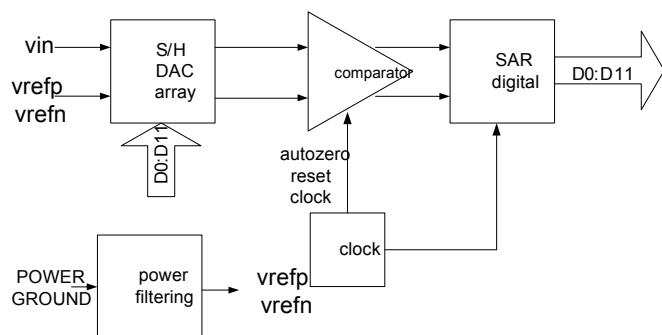 vin
vrefp
vrefn
S/H
DAC
array
D0:D11
comparator
autozero
reset
clock
SAR
digital
D0:D11
clock
POWER
GROUND
power
filtering
vrefp
vrefn